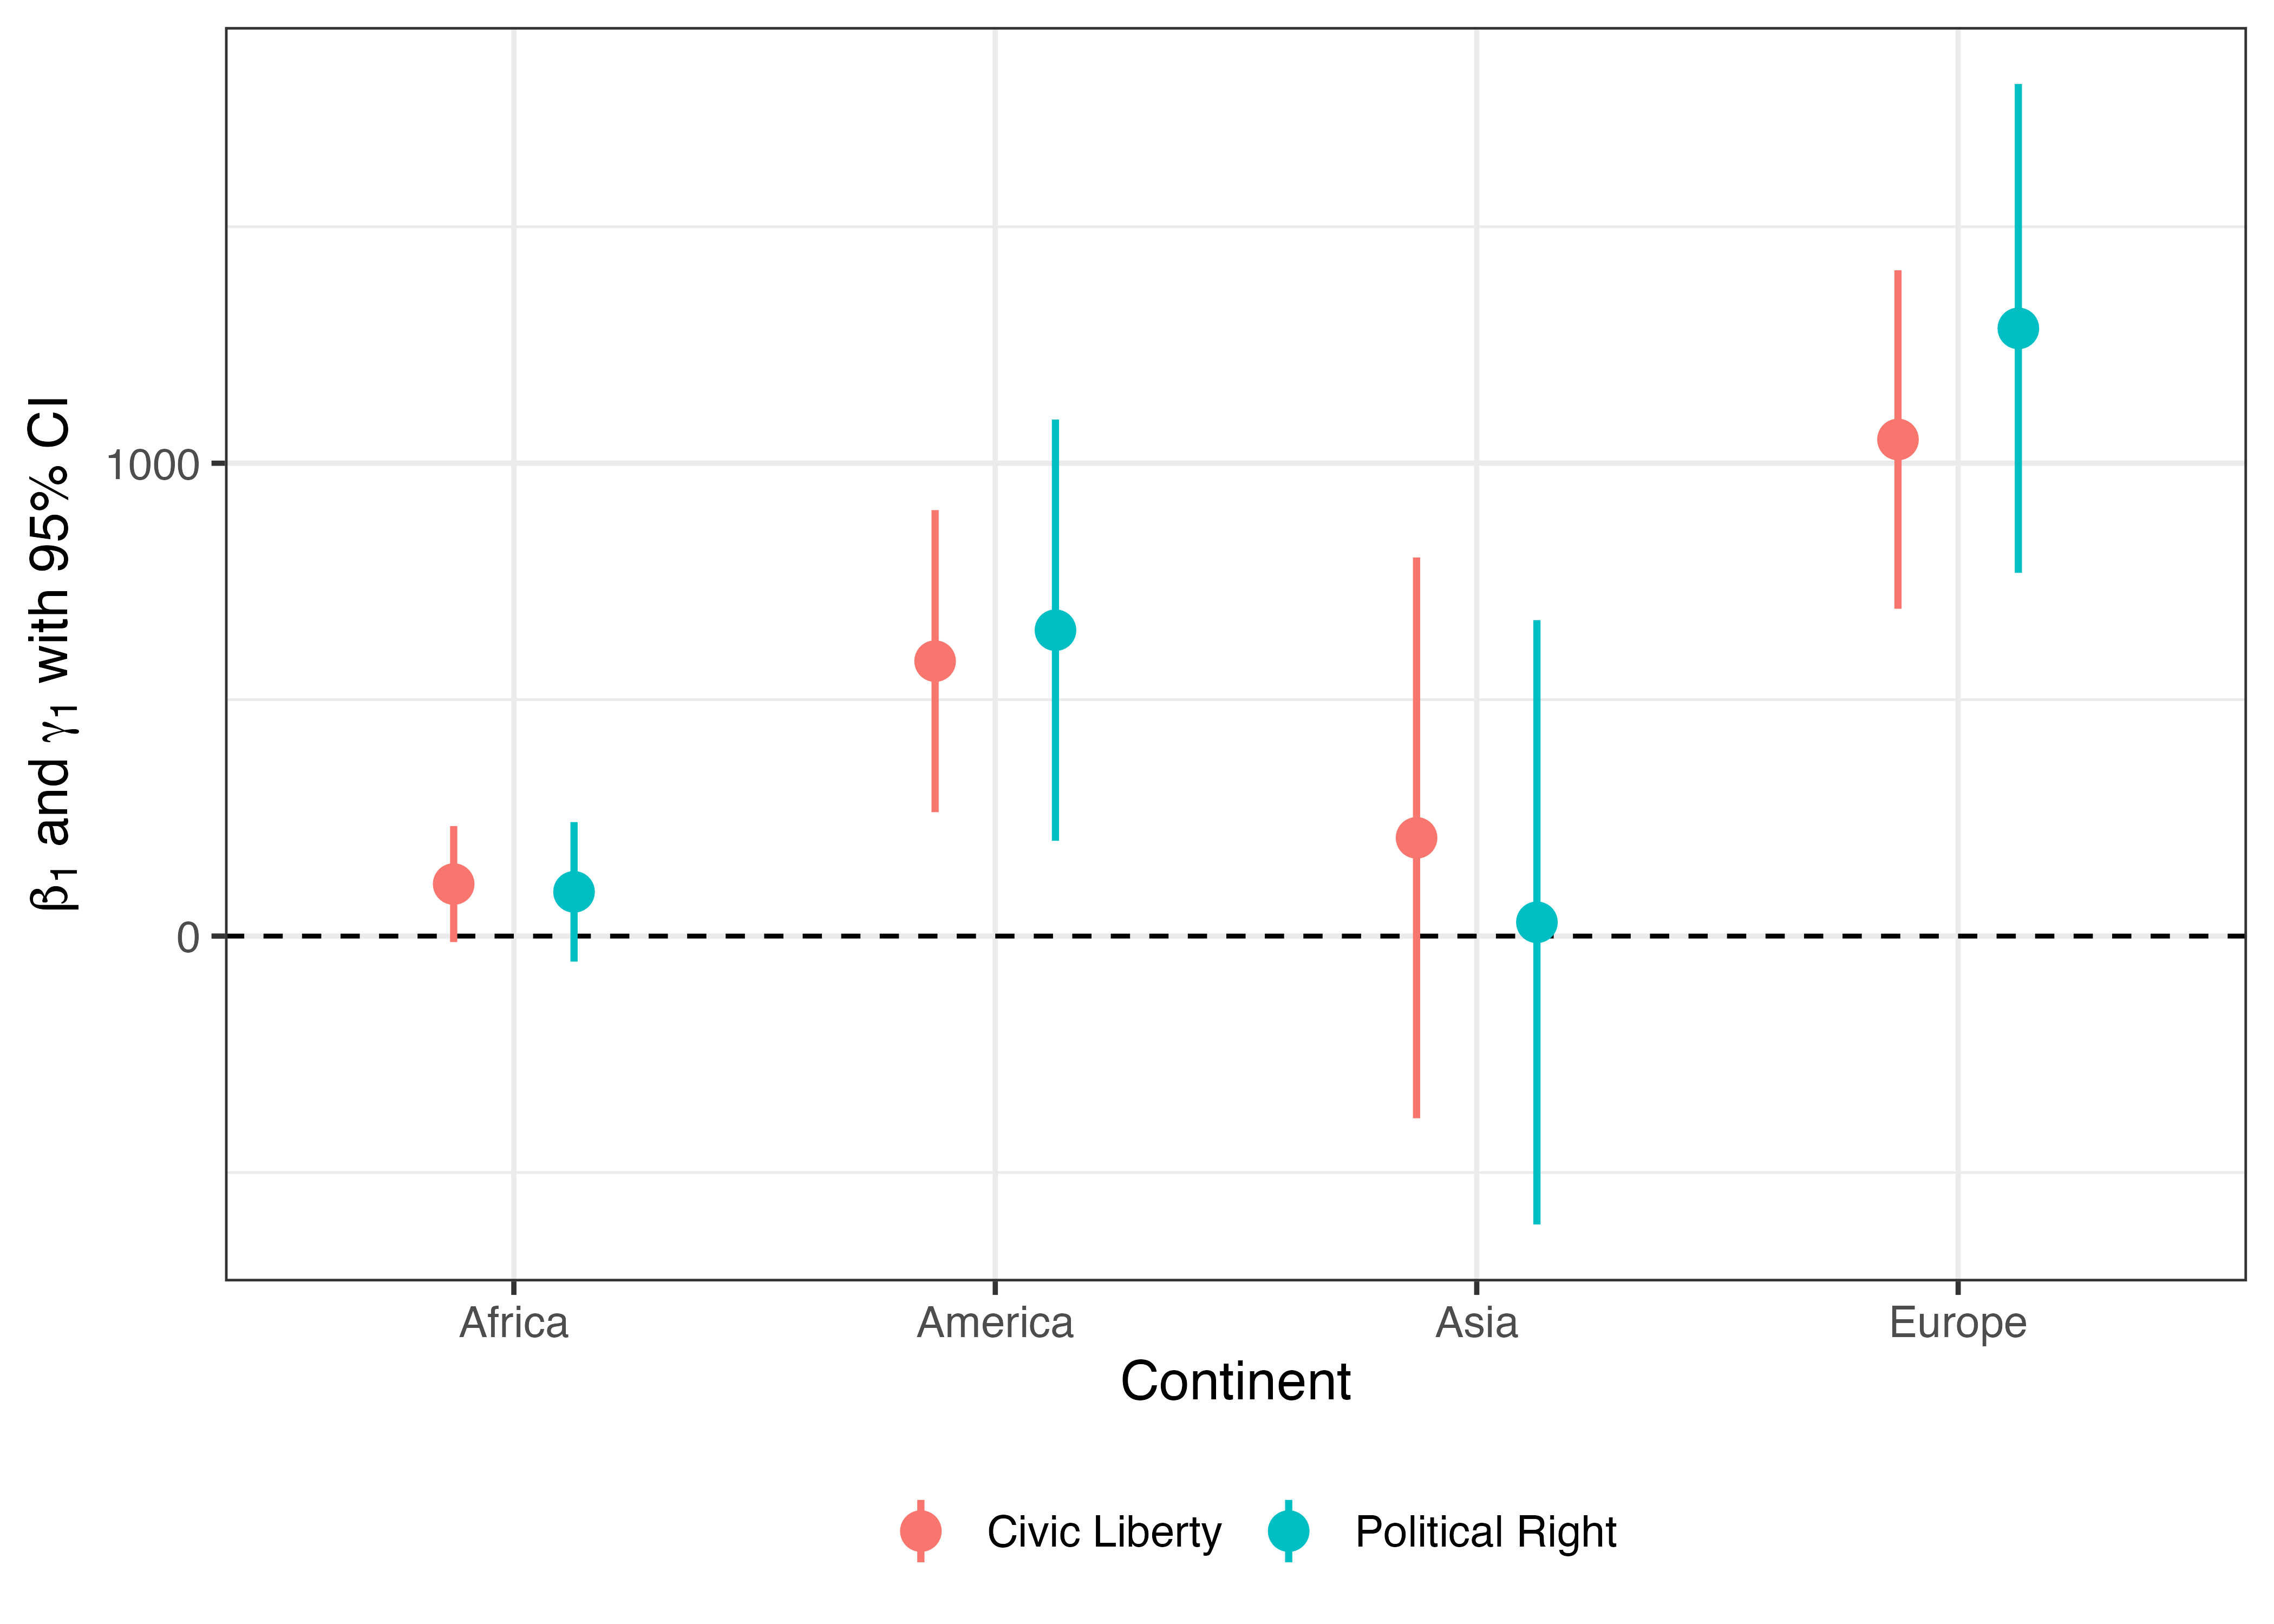 β1 and γ1 with 95% CI
1000
0
Africa America Asia Europe
Continent
Civic Liberty Political Right